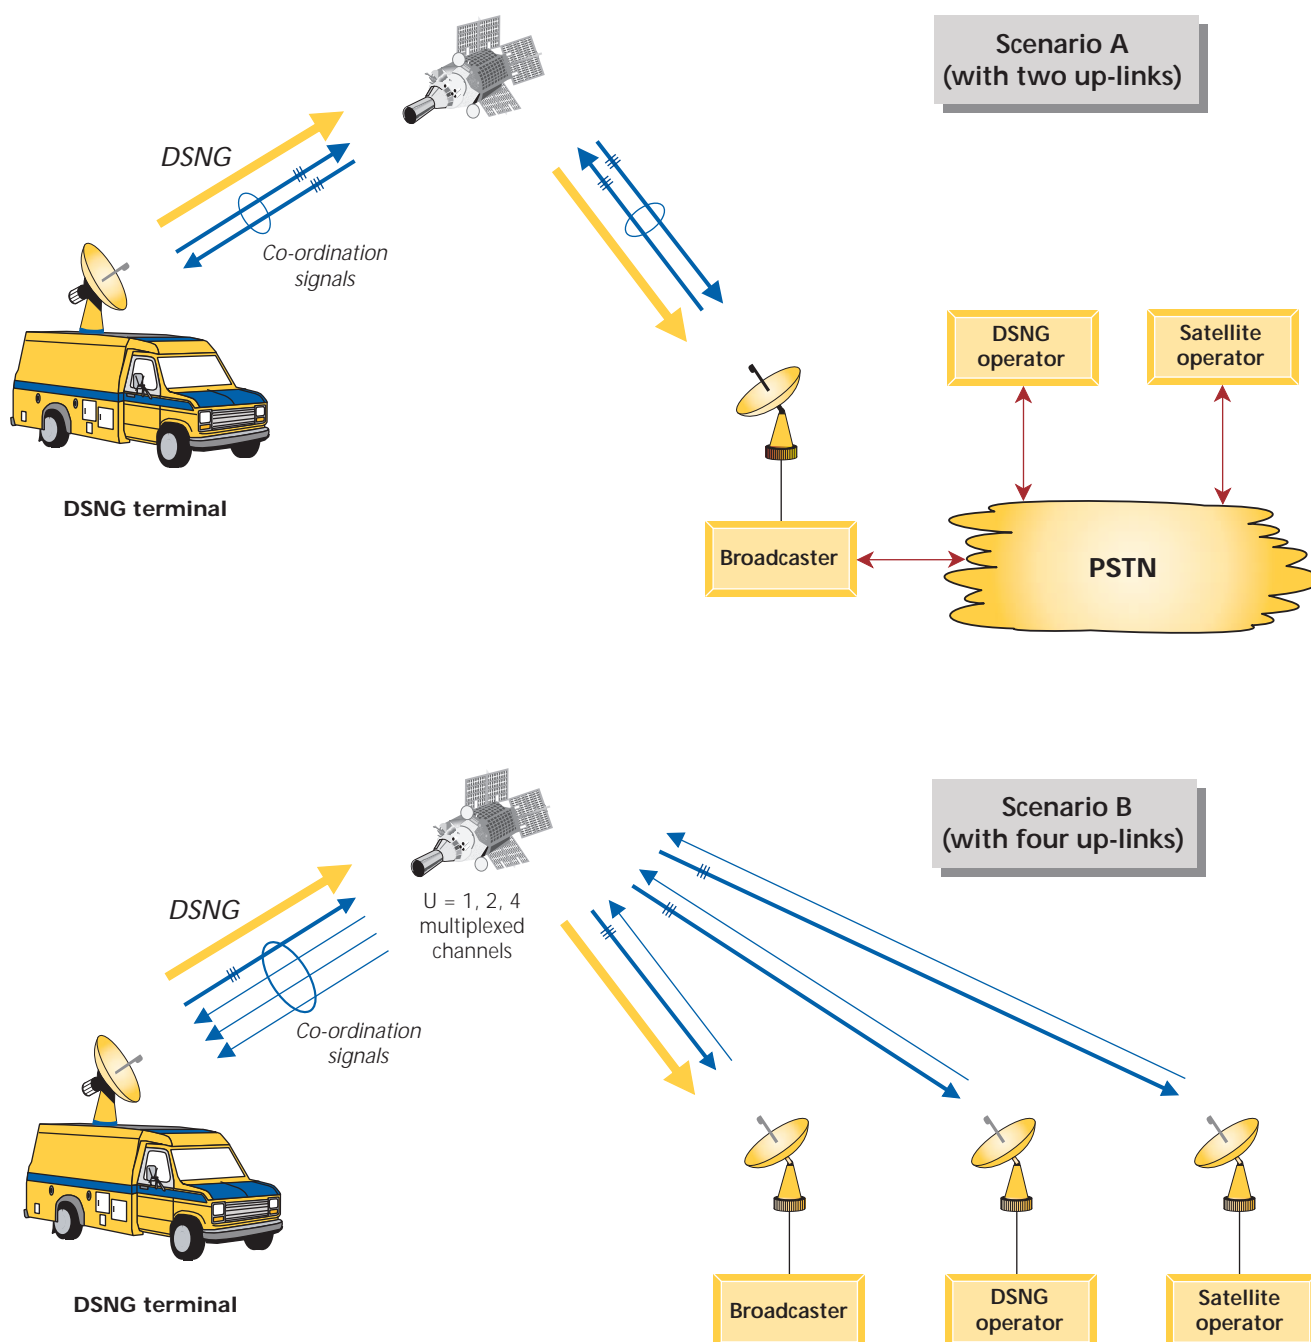 Scenario A
(with two up-links)
DSNG
Co-ordination
signals
DSNG terminal
DSNG
operator
Satellite
operator
Broadcaster
PSTN
Scenario B
(with four up-links)
U = 1, 2, 4
multiplexed
channels
DSNG
Co-ordination
signals
DSNG terminal
Broadcaster
DSNG
operator
Satellite
operator